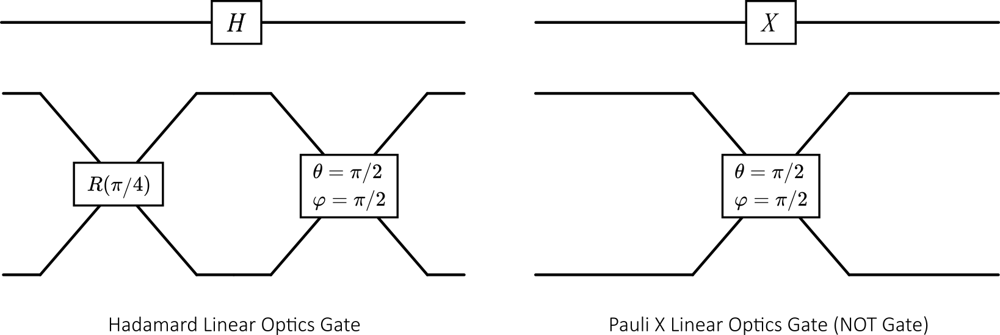 H
X
R(π/4)
θ = π/2
φ = π/2
θ = π/2
φ = π/2
Hadamard Linear Optics Gate
Pauli X Linear Optics Gate (NOT Gate)